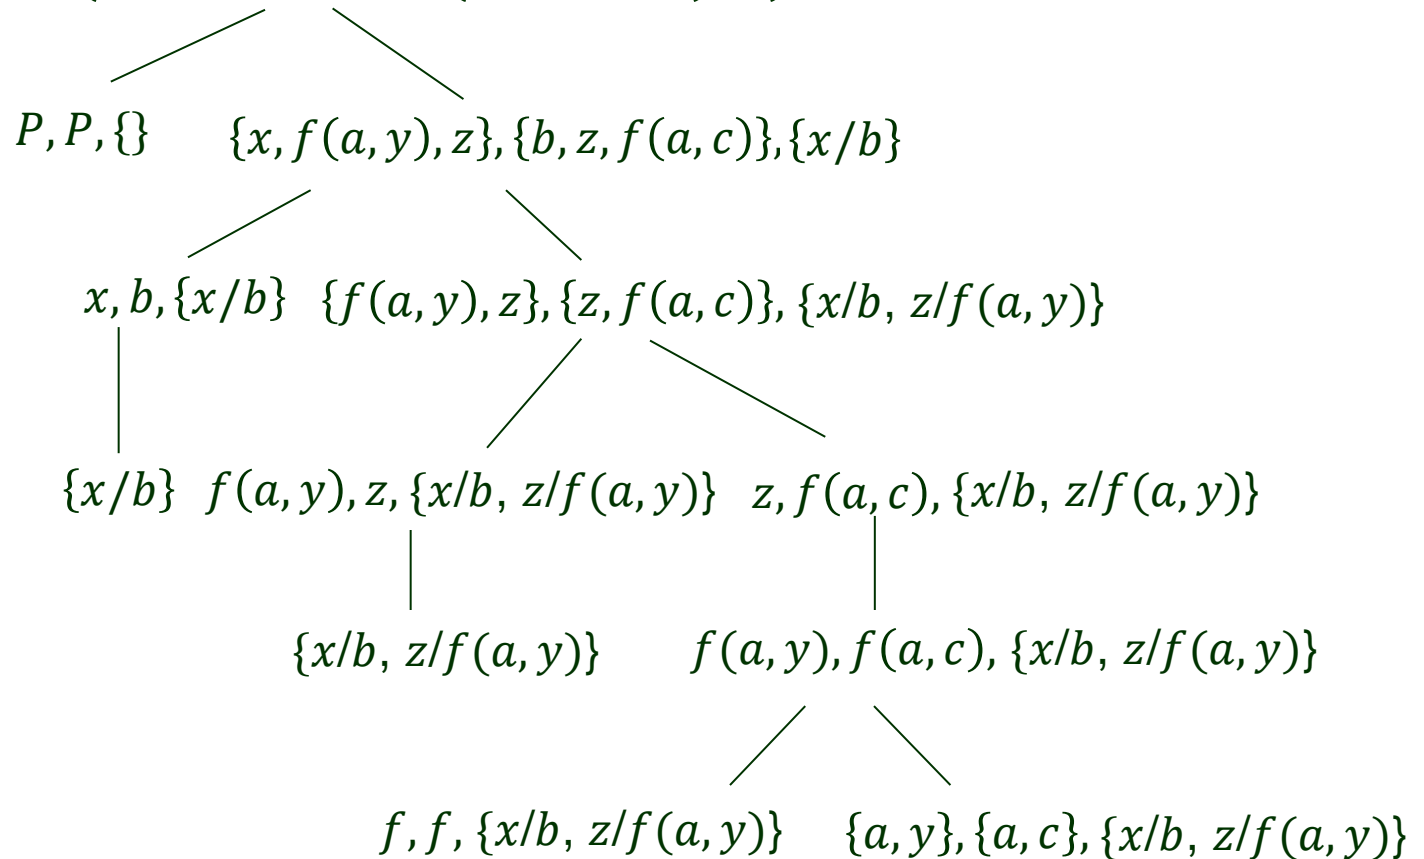 P, P, {} {x, f(a, y), z}, {b, z, f(a, c)}, {x/b}
x, b, {x/b} {f(a, y), z}, {z, f(a, c)}, {x/b, z/f(a, y)}
{x/b} f(a, y), z, {x/b, z/f(a, y)} z, f(a, c), {x/b, z/f(a, y)}
{x/b, z/f(a, y)} f(a, y), f(a, c), {x/b, z/f(a, y)}
f, f, {x/b, z/f(a, y)} {a, y}, {a, c}, {x/b, z/f(a, y)}